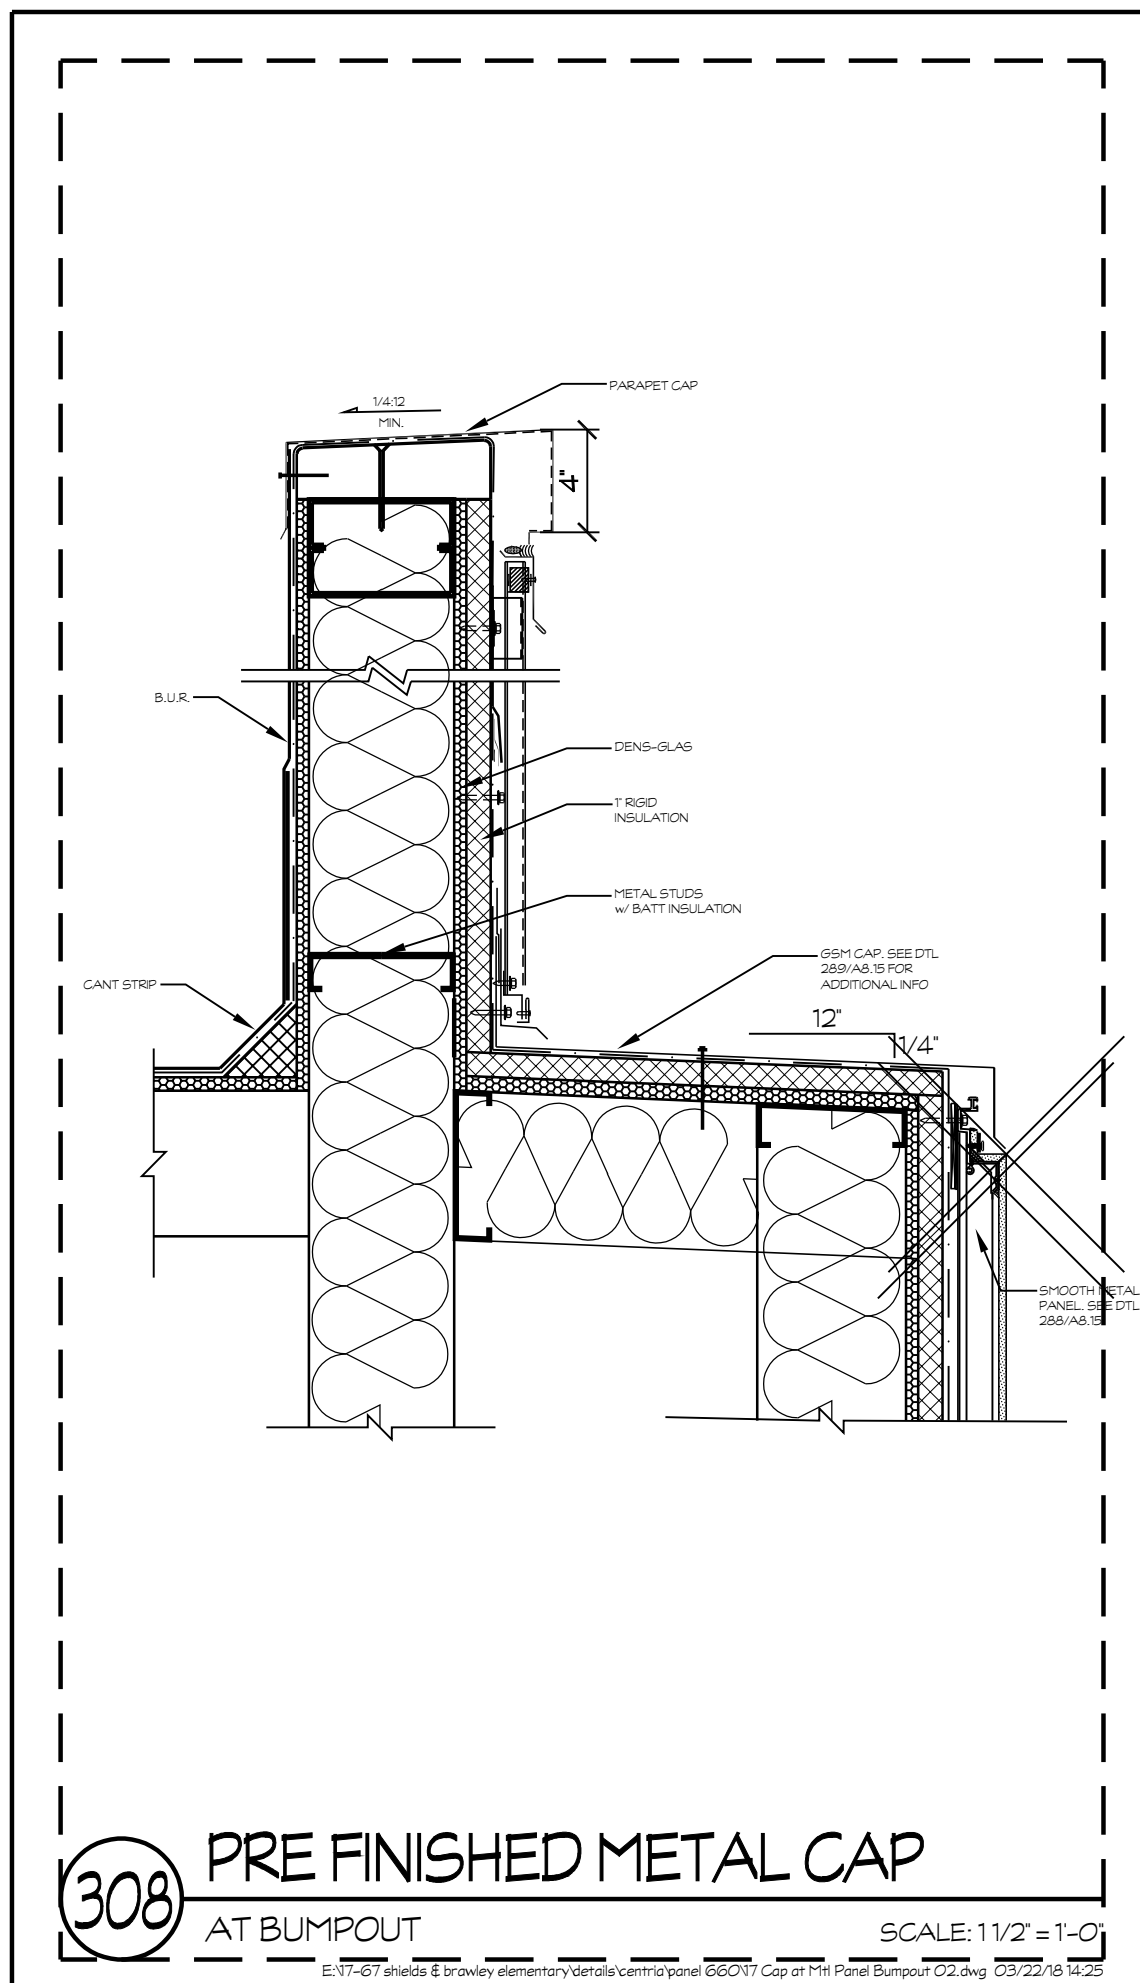 PARAPET CAP
1/4:12
MIN.
4"
B.U.R.
DENS-GLAS
1" RIGID
INSULATION
METAL STUDS
w/ BATT INSULATION
GSM CAP. SEE DTL
289/A8.15 FOR
ADDITIONAL INFO
CANT STRIP
12"
1/4"
SMOOTH METAL
PANEL. SEE DTL
288/A8.15
308
PRE FINISHED METAL CAP
AT BUMPOUT
SCALE: 1 1/2" = 1'-0"
E:\17-67 shields & brawley elementary\details\centria\panel 660\17 Cap at Mtl Panel Bumpout 02.dwg 03/22/18 14:25